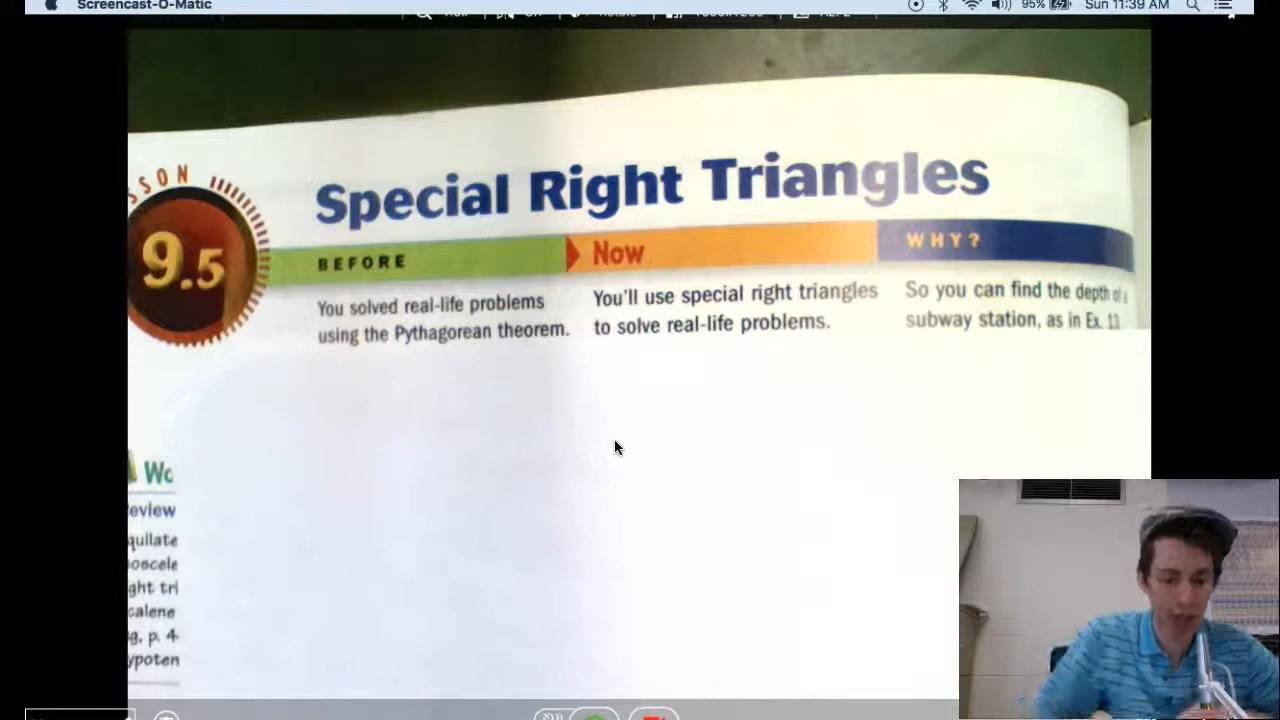 Screencast-O-Matic
95%
Sun 11:39 AM
SSON
9.5
Special Right Triangles
BEFORE
Now
WHY?
You solved real-life problems
using the Pythagorean theorem.
You'll use special right triangles
to solve real-life problems.
So you can find the depth of a
subway station, as in Ex. 13
Wo
eview
quilate
oscele
ght tri
calene
g, p. 4
ypoten